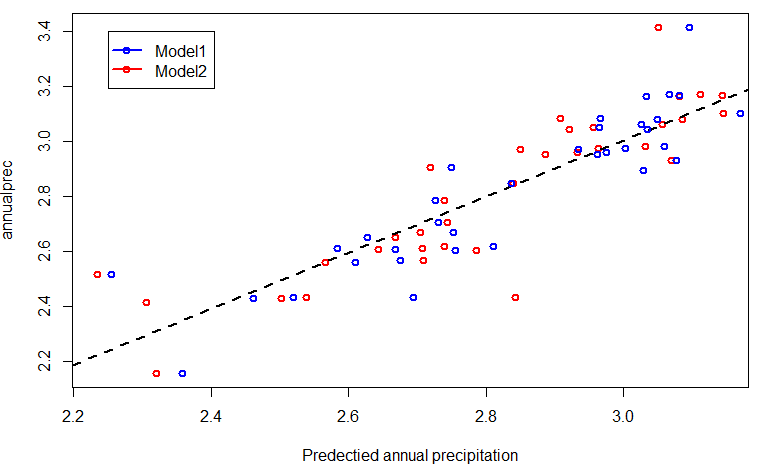 Model1
Model2
annualprec
3.4
3.2
3.0
2.8
2.6
2.4
2.2
2.2 2.4 2.6 2.8 3.0
Predectied annual precipitation